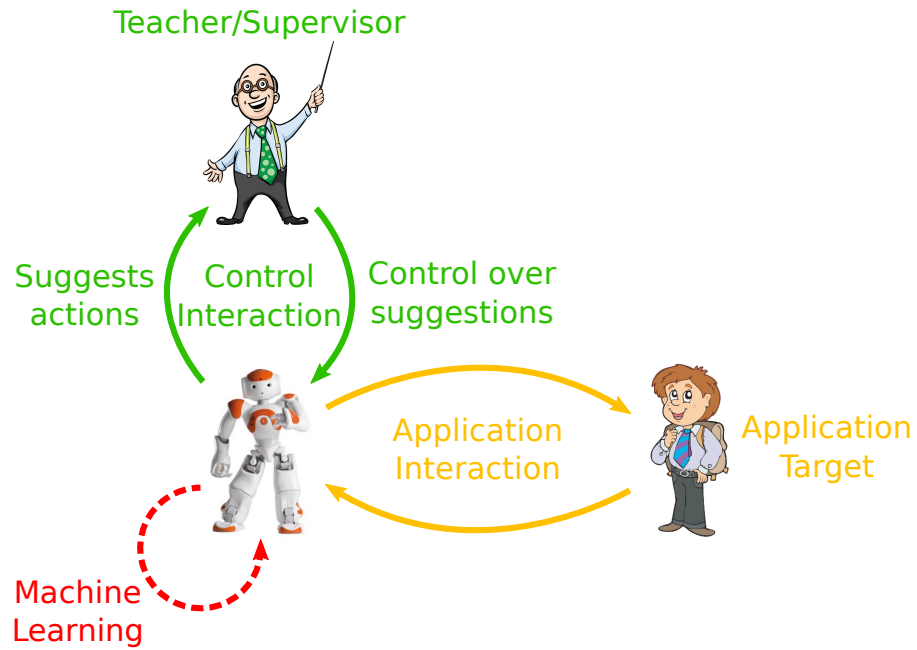 Teacher/Supervisor
Suggests
actions
Control
Interaction
Control over
suggestions
Application
Interaction
Application
Target
Machine
Learning